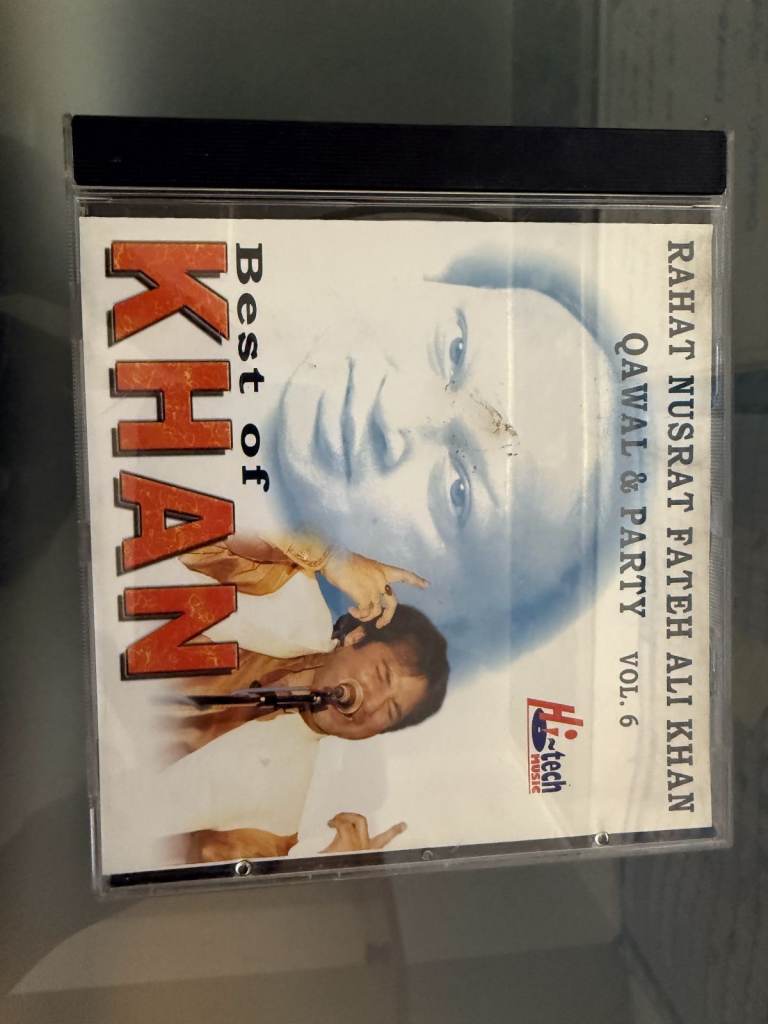 RAHAT NUSRAT FATEH ALI KHAN
QAWAL & PARTY VOL. 6
Hi~tech
MUSIC
Best of
KHAN